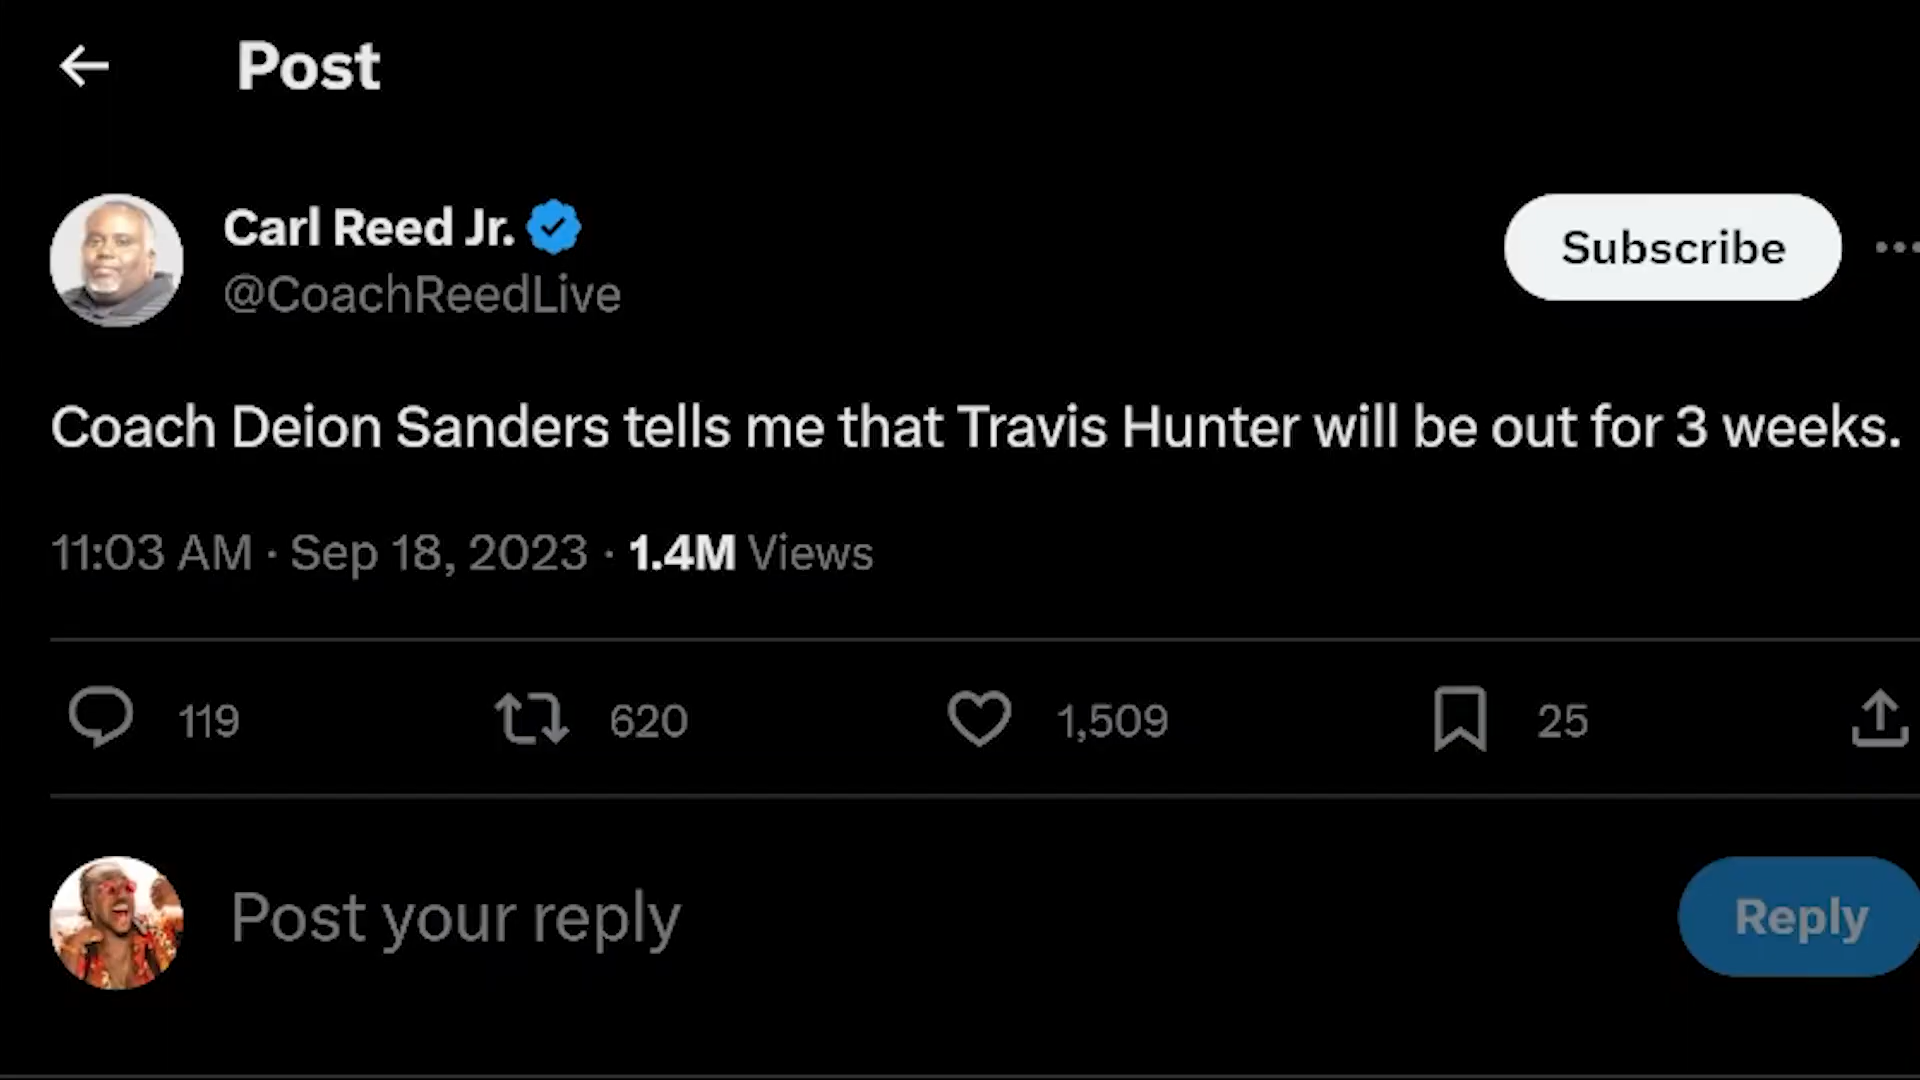 Post
Carl Reed Jr.
Subscribe
@CoachReedLive
Coach Deion Sanders tells me that Travis Hunter will be out for 3 weeks.
11:03 AM · Sep 18, 2023 · 1.4M Views
119 620 1,509 25
Post your reply
Reply